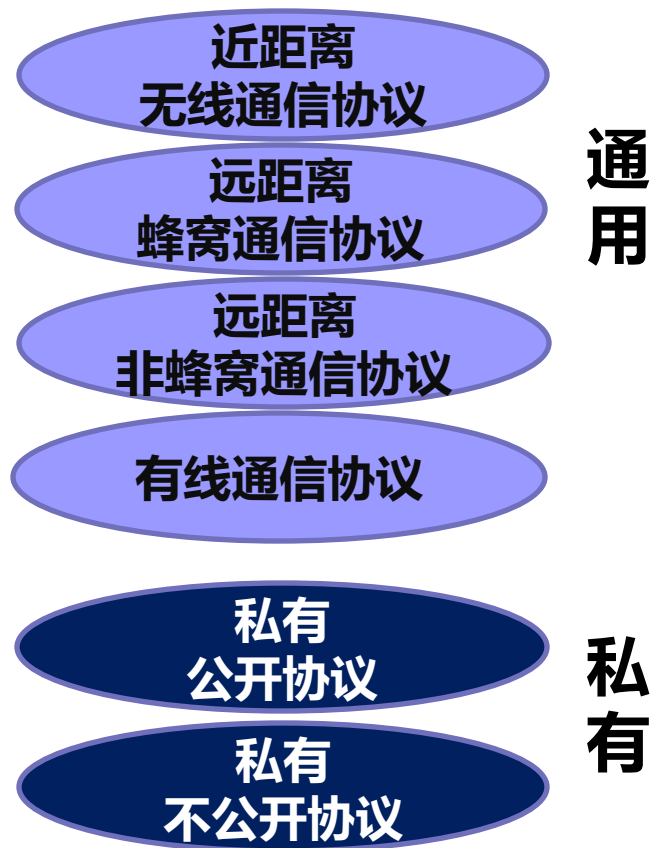 近距离
无线通信协议
远距离
蜂窝通信协议
远距离
非蜂窝通信协议
有线通信协议
通
用
私有
公开协议
私有
不公开协议
私
有